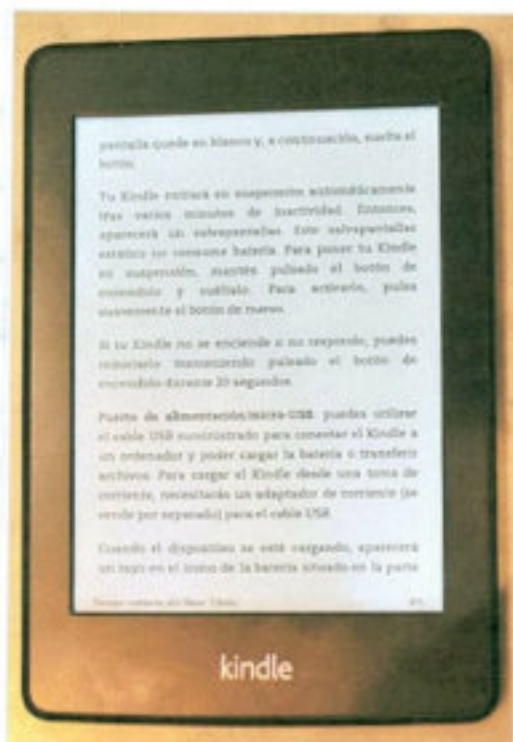 pantalla quede en blanco y, a continuación, suelta el
botón.
Tu Kindle entrará en suspensión automáticamente
tras varios minutos de inactividad. Entonces,
aparecerá un salvapantallas. Este salvapantallas
estático no consume batería. Para poner tu Kindle
en suspensión, mantén pulsado el botón de
encendido y suéltalo. Para activarlo, pulsa
suavemente el botón de nuevo.
Si tu Kindle no se enciende o no responde, puedes
reiniciarlo manteniendo pulsado el botón de
encendido durante 20 segundos.
Puerto de alimentación/micro-USB: puedes utilizar
el cable USB suministrado para conectar el Kindle a
un ordenador y poder cargar la batería o transferir
archivos. Para cargar el Kindle desde una toma de
corriente, necesitarás un adaptador de corriente (se
vende por separado) para el cable USB.
Cuando el dispositivo se esté cargando, aparecerá
un rayo en el icono de la batería situado en la parte
kindle